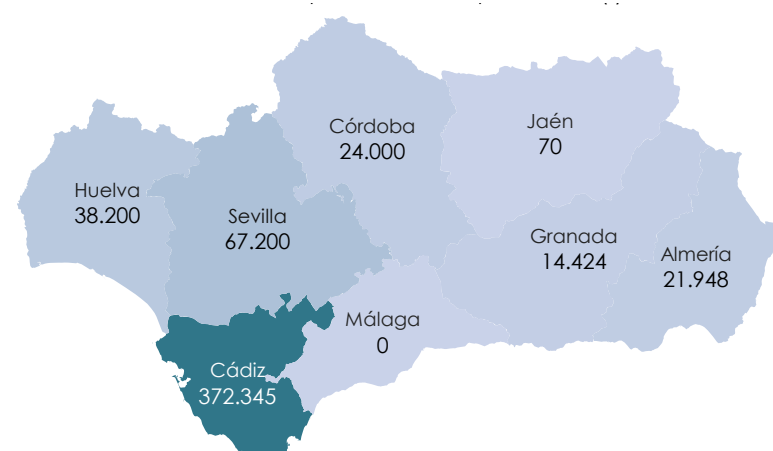 Córdoba
24.000
Jaén
70
Huelva
38.200
Sevilla
67.200
Granada
14.424
Almería
21.948
Málaga
0
Cádiz
372.345